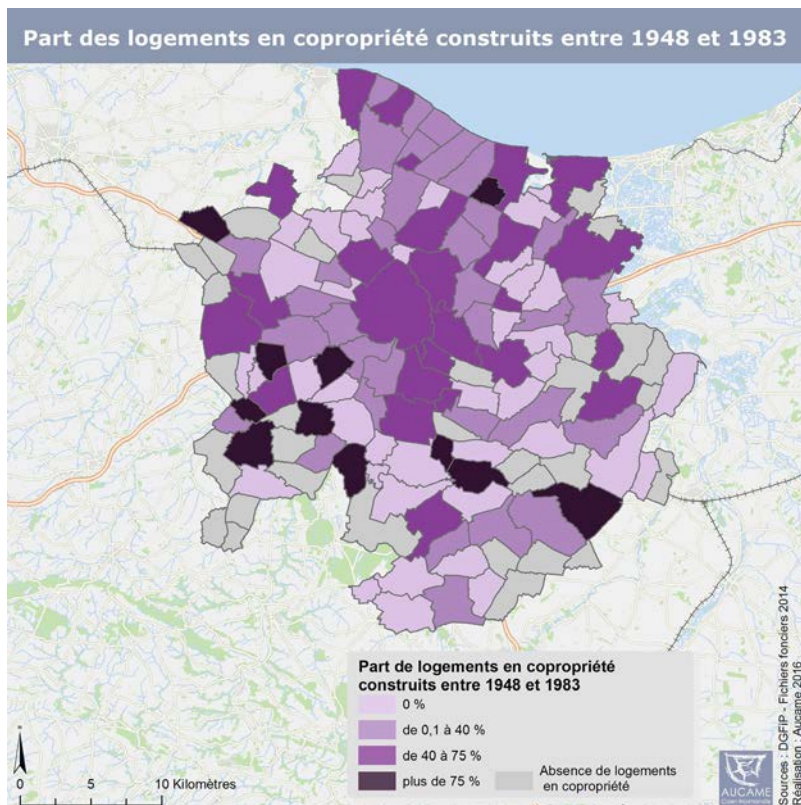 Part des logements en copropriété construits entre 1948 et 1983
Part de logements en copropriété
construits entre 1948 et 1983
0 %
de 0,1 à 40 %
de 40 à 75 %
plus de 75 %
Absence de logements
en copropriété
0 5 10 Kilomètres
AUCAME
Sources : DGFiP - Fichiers fonciers 2014
Réalisation : Aucame 2016